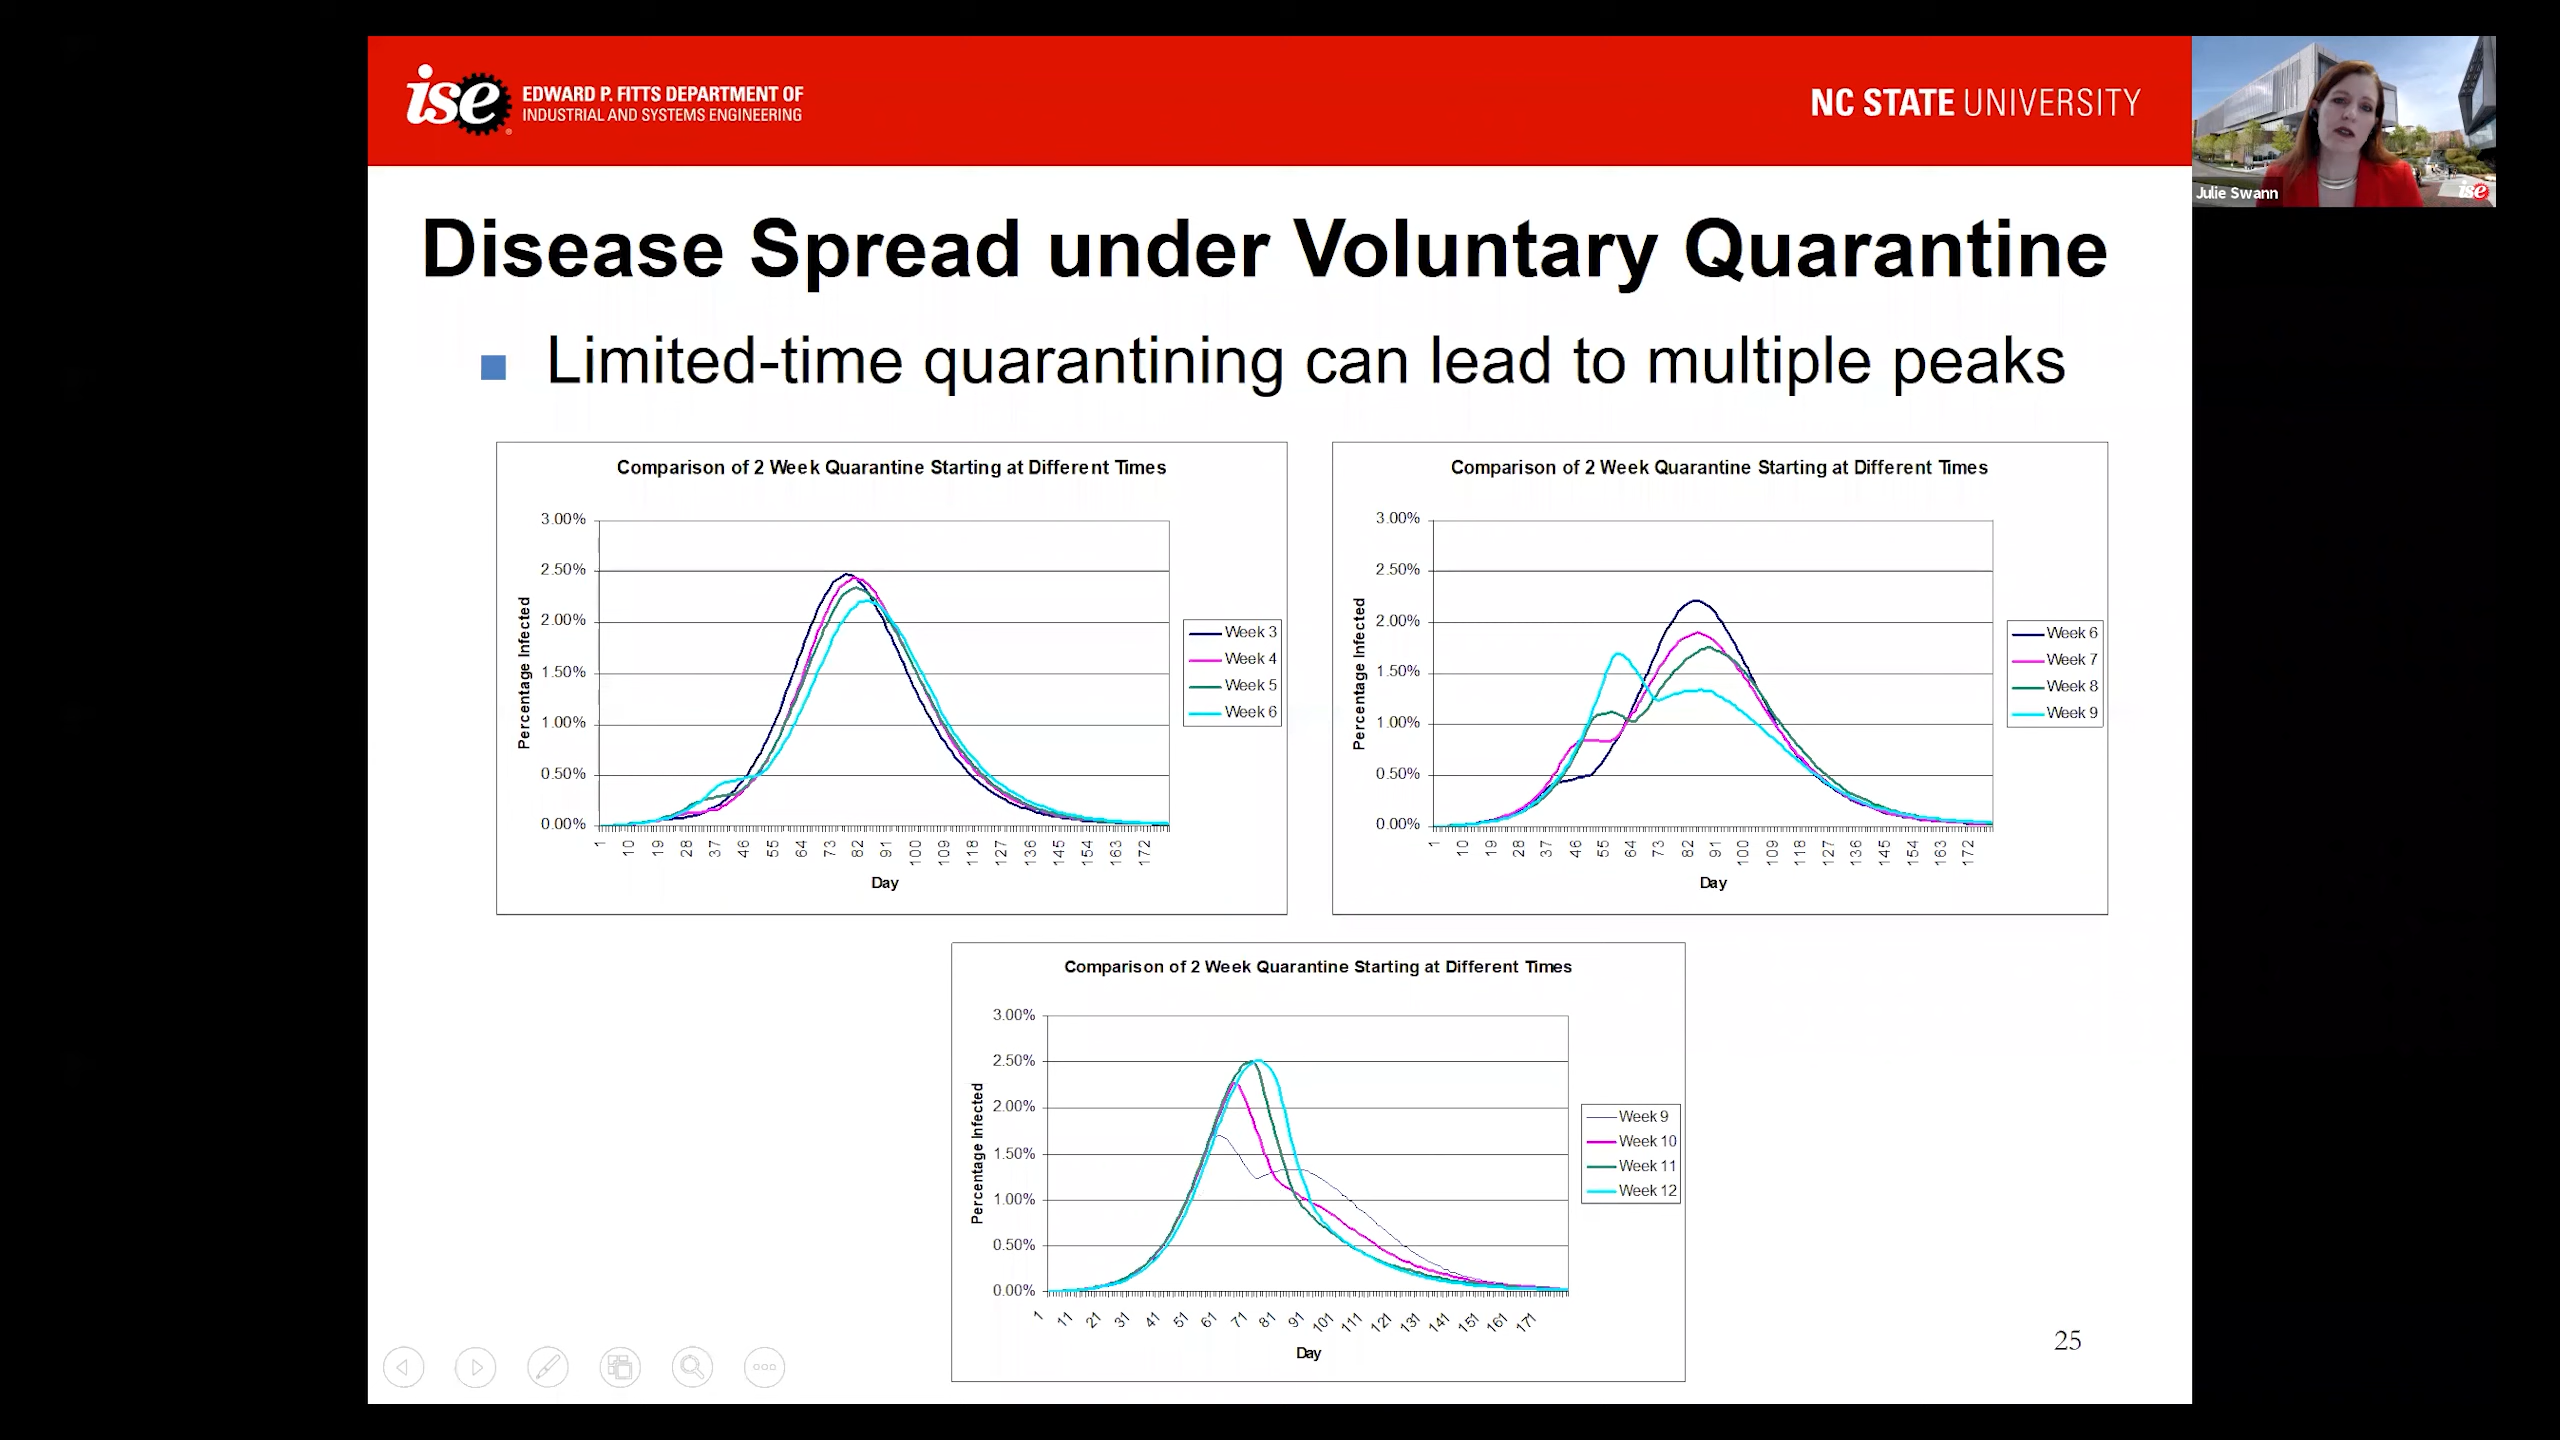 ise
EDWARD P. FITTS DEPARTMENT OF
INDUSTRIAL AND SYSTEMS ENGINEERING
NC STATE UNIVERSITY
Julie Swann
ise
Disease Spread under Voluntary Quarantine
Limited-time quarantining can lead to multiple peaks
Comparison of 2 Week Quarantine Starting at Different Times
Percentage Infected
3.00%
2.50%
2.00%
1.50%
1.00%
0.50%
0.00%
1 10 19 28 37 46 55 64 73 82 91 100 109 118 127 136 145 154 163 172
Day
Week 3
Week 4
Week 5
Week 6
Comparison of 2 Week Quarantine Starting at Different Times
Percentage Infected
3.00%
2.50%
2.00%
1.50%
1.00%
0.50%
0.00%
1 10 19 28 37 46 55 64 73 82 91 100 109 118 127 136 145 154 163 172
Day
Week 6
Week 7
Week 8
Week 9
Comparison of 2 Week Quarantine Starting at Different Times
Percentage Infected
3.00%
2.50%
2.00%
1.50%
1.00%
0.50%
0.00%
1 11 21 31 41 51 61 71 81 91 101 111 121 131 141 151 161 171
Day
Week 9
Week 10
Week 11
Week 12
25